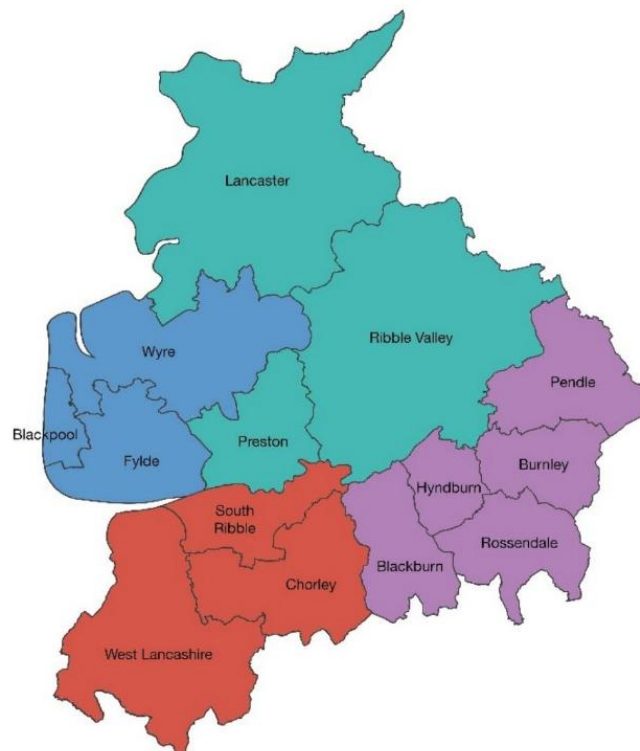 Lancaster
Ribble Valley
Wyre
Pendle
Blackpool
Preston
Fylde
Burnley
Hyndburn
South
Ribble
Rossendale
Blackburn
Chorley
West Lancashire